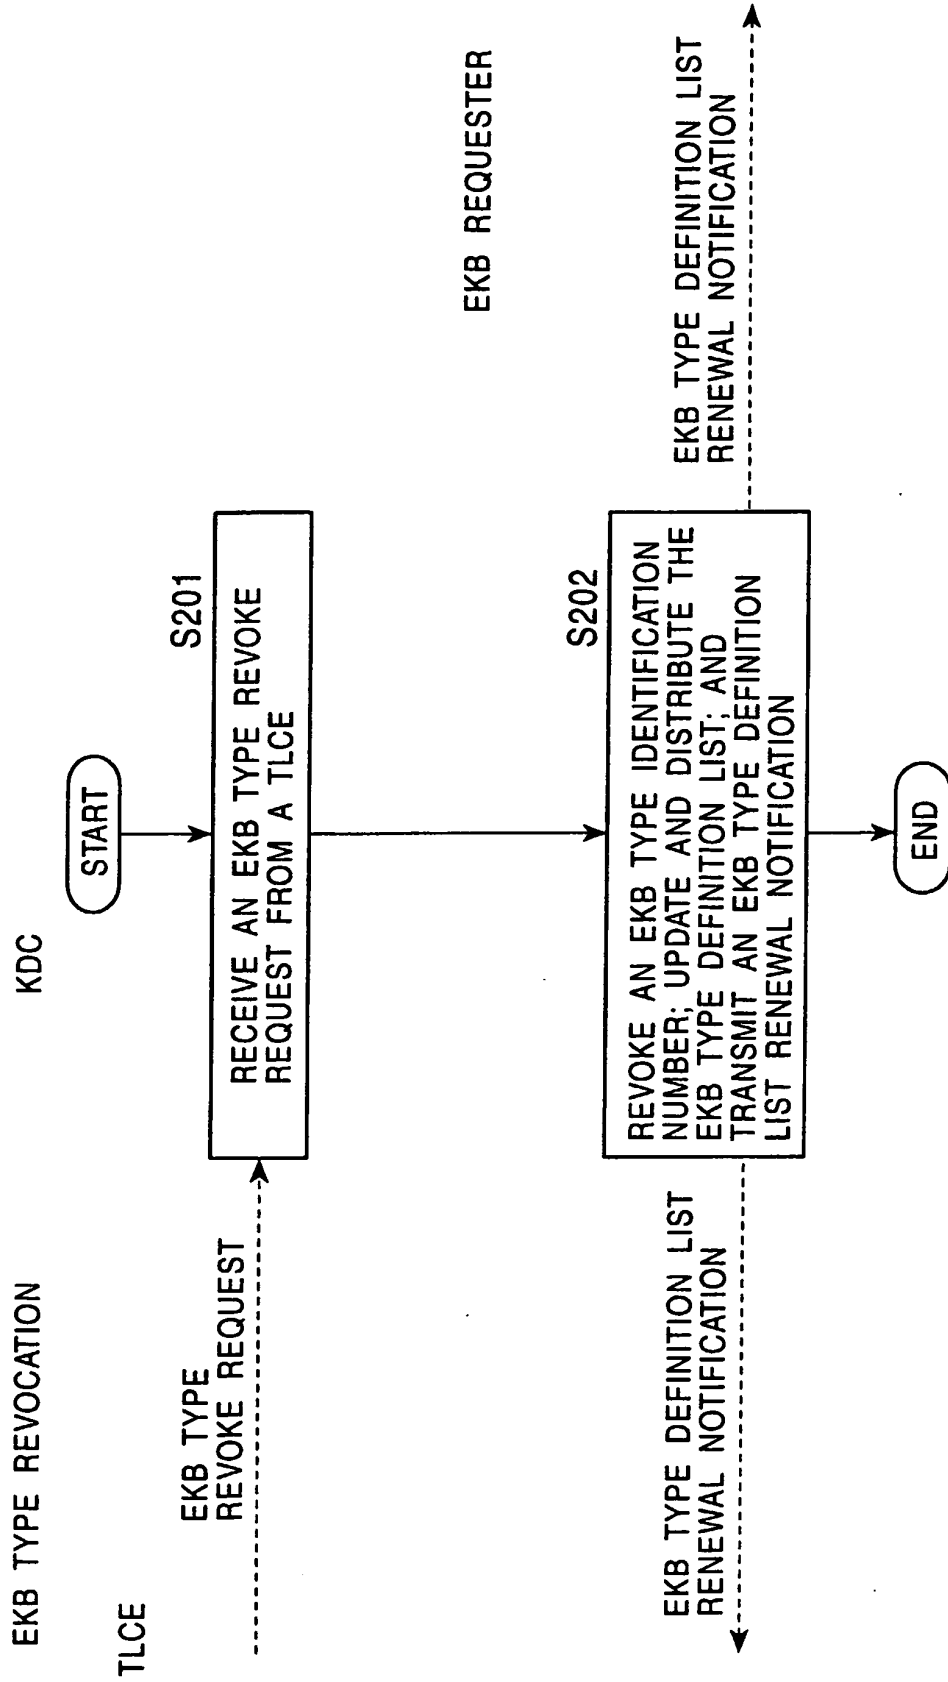 EKB TYPE REVOCATION
KDC
TLCE
EKB REQUESTER
START
S201
EKB TYPE
REVOKE REQUEST
RECEIVE AN EKB TYPE REVOKE
REQUEST FROM A TLCE
S202
REVOKE AN EKB TYPE IDENTIFICATION
NUMBER; UPDATE AND DISTRIBUTE THE
EKB TYPE DEFINITION LIST; AND
TRANSMIT AN EKB TYPE DEFINITION
LIST RENEWAL NOTIFICATION
EKB TYPE DEFINITION LIST
RENEWAL NOTIFICATION
EKB TYPE DEFINITION LIST
RENEWAL NOTIFICATION
END